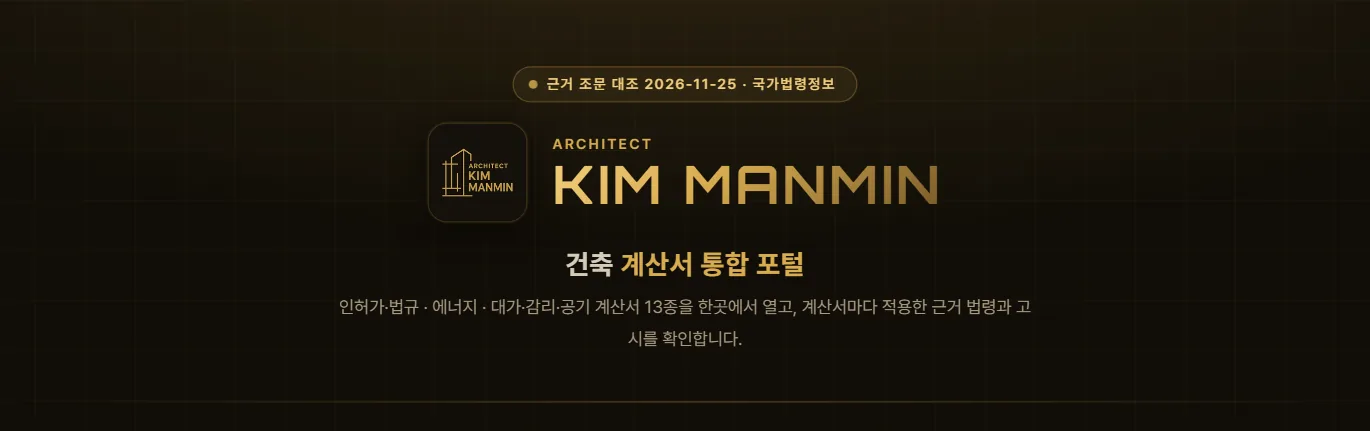 근거 조문 대조 2026-11-25 · 국가법령정보
ARCHITECT
KIM
MANMIN
ARCHITECT
KIM MANMIN
건축 계산서 통합 포털
인허가·법규 · 에너지 · 대가·감리·공기 계산서 13종을 한곳에서 열고, 계산서마다 적용한 근거 법령과 고
시를 확인합니다.